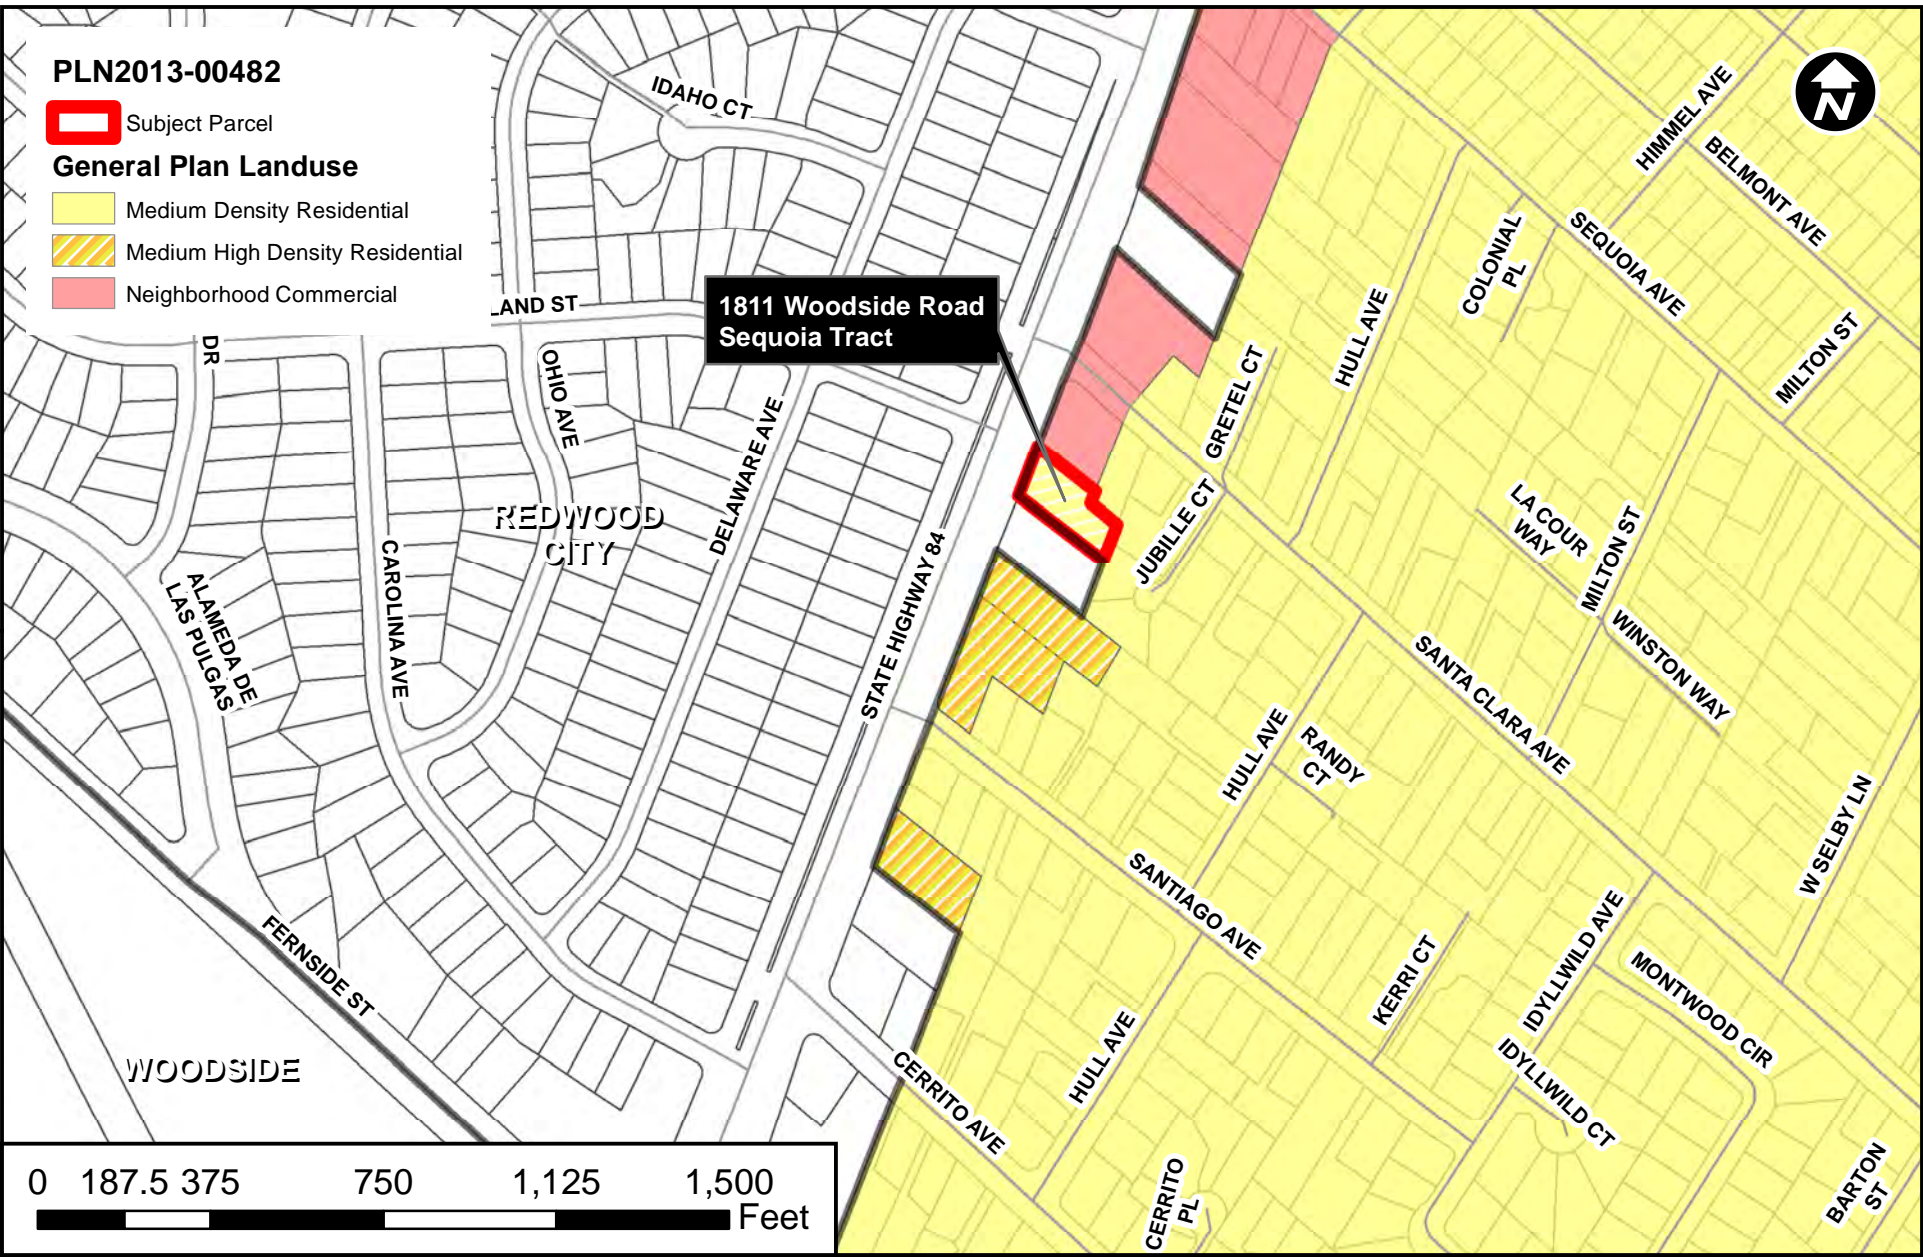 PLN2013-00482
Subject Parcel
General Plan Landuse
Medium Density Residential
Medium High Density Residential
Neighborhood Commercial
N
IDAHO CT
HIMMEL AVE
BELMONT AVE
SEQUOIA AVE
COLONIAL
PL
MILTON ST
HULL AVE
LAND ST
1811 Woodside Road
Sequoia Tract
DR
OHIO AVE
GRETEL CT
DELAWARE AVE
REDWOOD
CITY
JUBILLE CT
LA COUR
WAY
MILTON ST
WINSTON WAY
CAROLINA AVE
ALAMEDA DE
LAS PULGAS
STATE HIGHWAY 84
SANTA CLARA AVE
HULL AVE
RANDY
CT
W SELBY LN
SANTIAGO AVE
FERNSIDE ST
KERRI CT
IDYLLWILD AVE
MONTWOOD CIR
WOODSIDE
CERRITO AVE
HULL AVE
IDYLLWILD CT
CERRITO
PL
BARTON
ST
0 187.5 375 750 1,125 1,500
Feet